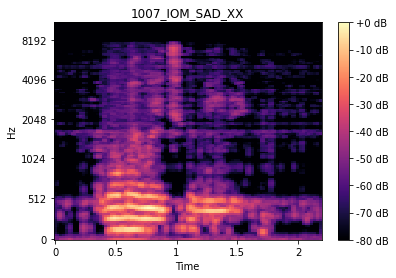 1007_IOM_SAD_XX
8192
4096
2048
1024
512
0
Hz
0
0.5
1
1.5
2
Time
+0 dB
-10 dB
-20 dB
-30 dB
-40 dB
-50 dB
-60 dB
-70 dB
-80 dB